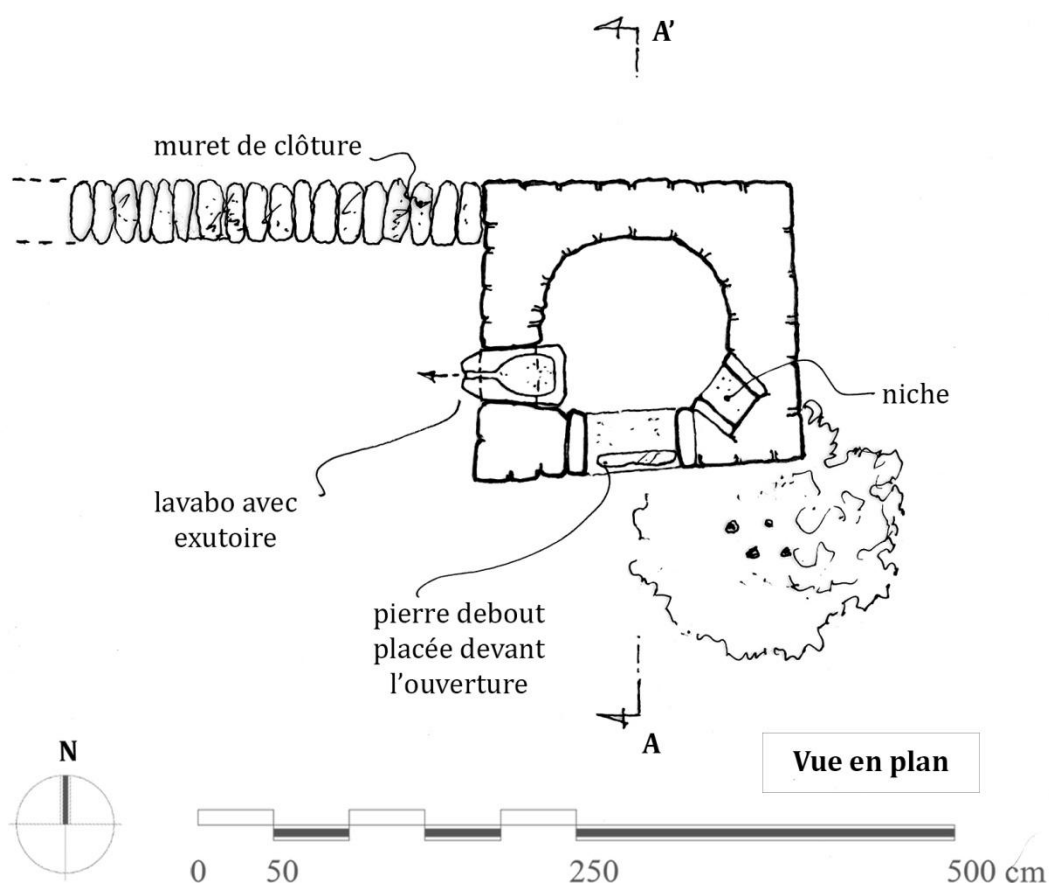 A'
muret de clôture
niche
lavabo avec
exutoire
pierre debout
placée devant
l'ouverture
A
N
Vue en plan
0 50 250 500 cm